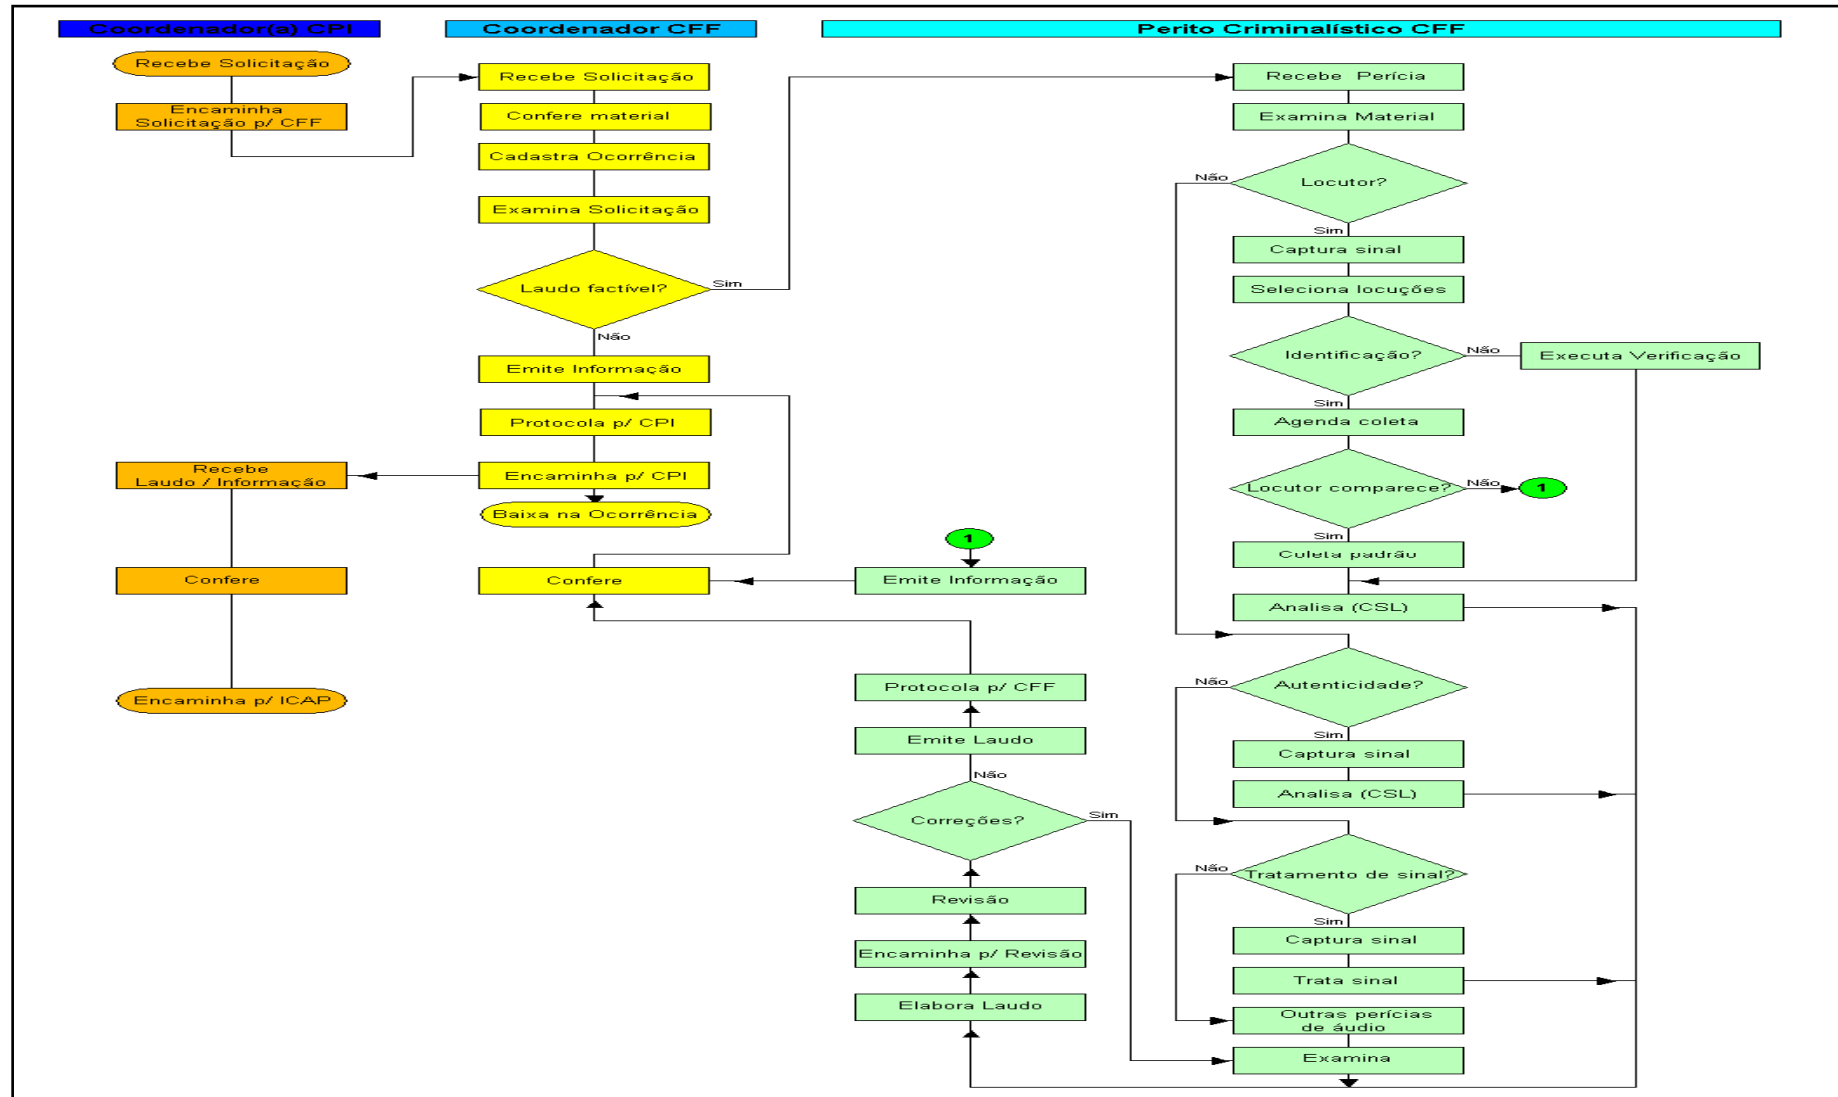 Coordenador(a) CPI
Coordenador CFF
Perito Criminalístico CFF
Recebe Solicitação
Encaminha
Solicitação p/ CFF
Recebe
Laudo / Informação
Confere
Encaminha p/ ICAP
Recebe Solicitação
Confere material
Cadastra Ocorrência
Examina Solicitação
Laudo factível?
Sim
Não
Emite Informação
Protocola p/ CPI
Encaminha p/ CPI
Baixa na Ocorrência
Confere
1
Emite Informação
Protocola p/ CFF
Emite Laudo
Não
Correções?
Sim
Revisão
Encaminha p/ Revisão
Elabora Laudo
Recebe Perícia
Examina Material
Não
Locutor?
Sim
Captura sinal
Seleciona locuções
Identificação?
Não
Executa Verificação
Sim
Agenda coleta
Locutor comparece?
Não
1
Sim
Coleta padrão
Analisa (CSL)
Não
Autenticidade?
Sim
Captura sinal
Analisa (CSL)
Não
Tratamento de sinal?
Sim
Captura sinal
Trata sinal
Outras perícias
de áudio
Examina